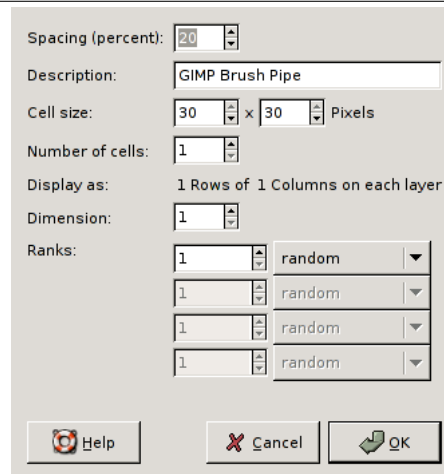 Spacing (percent): 20
Description: GIMP Brush Pipe
Cell size: 30 x 30 Pixels
Number of cells: 1
Display as: 1 Rows of 1 Columns on each layer
Dimension: 1
Ranks: 1 random
1 random
1 random
1 random
Help Cancel OK